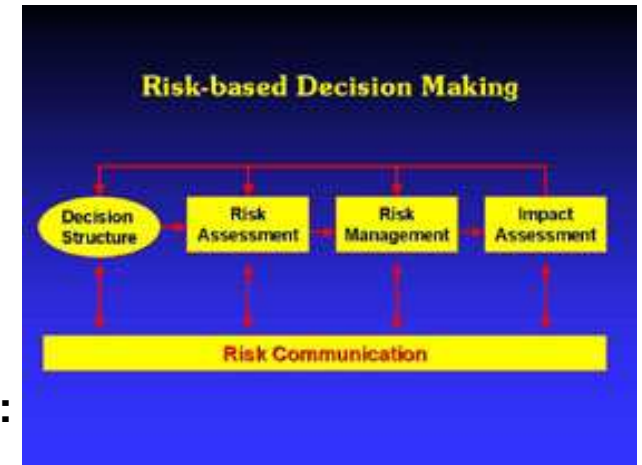 Risk-based Decision Making
Decision
Structure
Risk
Assessment
Risk
Management
Impact
Assessment
Risk Communication
: